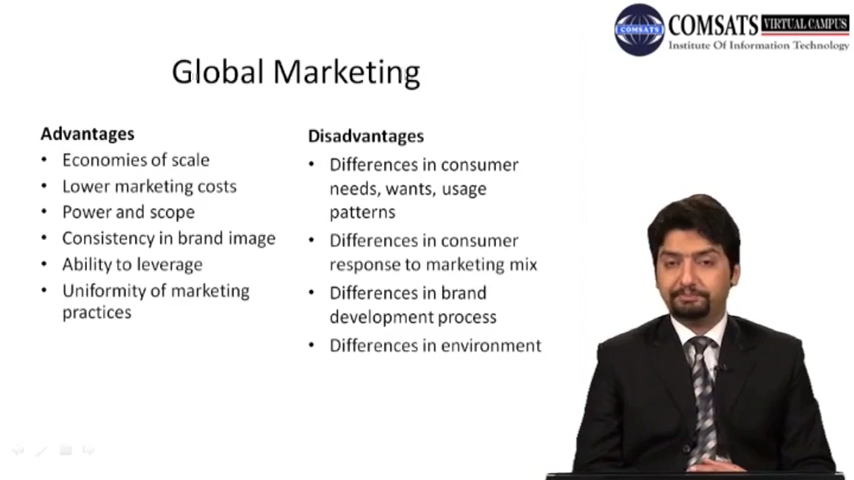 COMSATS VIRTUAL CAMPUS
COMSATS
Institute Of Information Technology
Global Marketing
Advantages
• Economies of scale
• Lower marketing costs
• Power and scope
• Consistency in brand image
• Ability to leverage
• Uniformity of marketing
practices
Disadvantages
• Differences in consumer
needs, wants, usage
patterns
• Differences in consumer
response to marketing mix
• Differences in brand
development process
• Differences in environment